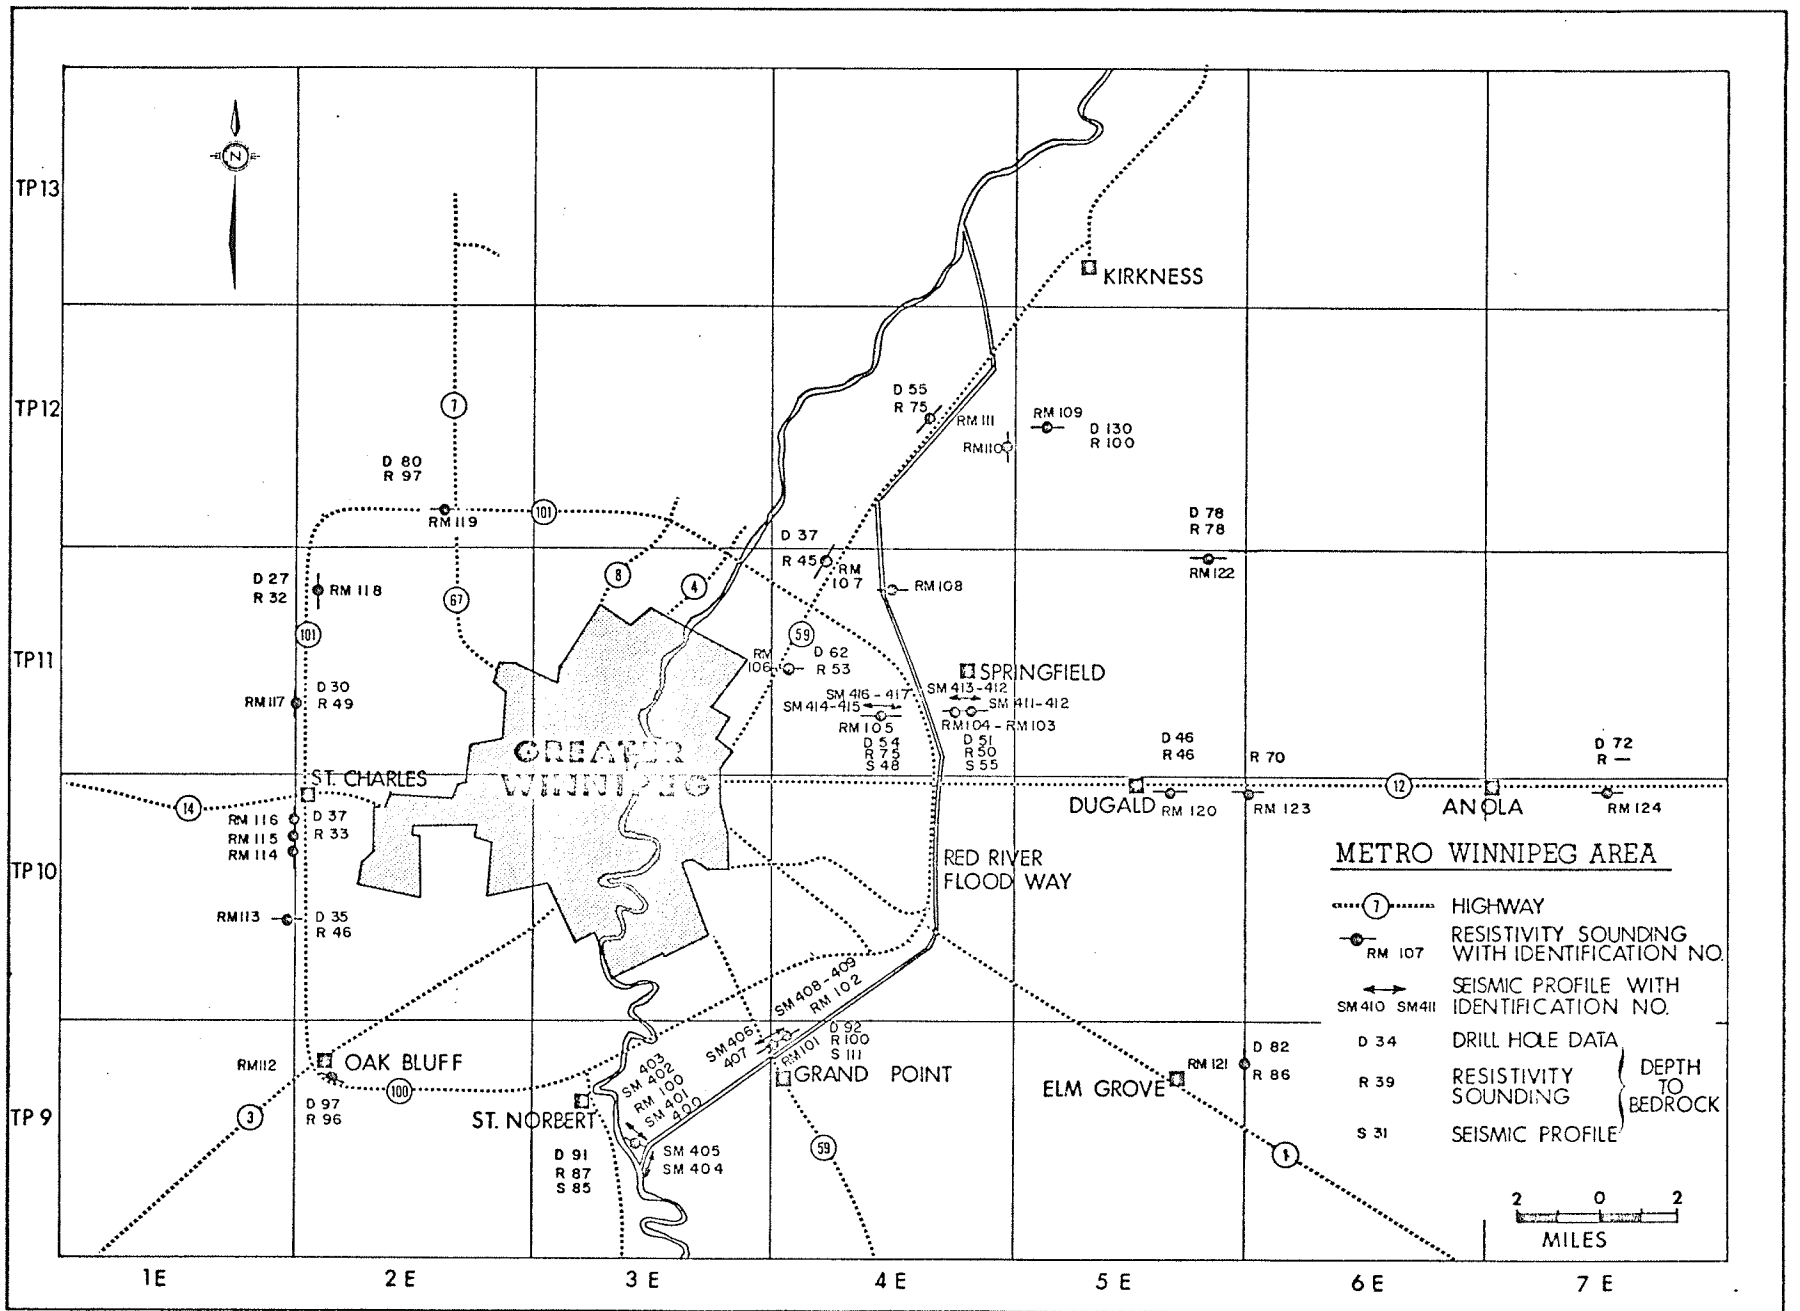 N
TP 13
KIRKNESS
7
TP12
D 55
R 75
RM 111
RM 109
D 130
R 100
RM110
D 80
R 97
RM 119
101
D 37
R 45
RM
107
D 78
R 78
RM 122
D 27
R 32
RM 118
8
4
67
RM108
101
59
TP11
RM
106
D 62
R 53
SPRINGFIELD
RM117
D 30
R 49
SM 416-417
SM 414-415
RM 105
D 54
R 75
S 48
SM 413-412
SM 411-412
RM104-RM103
D 51
R 50
S 55
D 46
R 46
R 70
D 72
R —
GREATER
WINNIPEG
ST. CHARLES
14
12
DUGALD
RM 120
RM 123
ANOLA
RM 124
RM 116
RM 115
RM 114
D 37
R 33
TP 10
RED RIVER
FLOOD WAY
RM113
D 35
R 46
METRO WINNIPEG AREA
7
HIGHWAY
RM 107
RESISTIVITY SOUNDING
WITH IDENTIFICATION NO.
SM410 SM411
SEISMIC PROFILE WITH
IDENTIFICATION NO.
D 34
DRILL HOLE DATA
R 39
RESISTIVITY
SOUNDING
S 31
SEISMIC PROFILE
DEPTH
TO
BEDROCK
SM 408-409
RM 102
SM 406-
407
RM101
D 92
R 100
S 111
RM112
OAK BLUFF
100
3
D 97
R 96
SM 403
SM 402
RM 100
SM 401
400
GRAND POINT
ELM GROVE
RM 121
D 82
R 86
TP 9
ST. NORBERT
D 91
R 87
S 85
SM 405
SM 404
59
1
2 0 2
MILES
1E 2 E 3 E 4 E 5 E 6 E 7 E